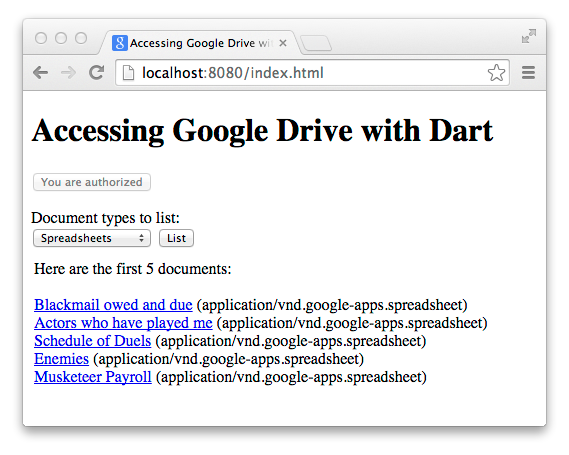 Accessing Google Drive wit
localhost:8080/index.html
Accessing Google Drive with Dart
You are authorized
Document types to list:
Spreadsheets List
Here are the first 5 documents:
Blackmail owed and due (application/vnd.google-apps.spreadsheet)
Actors who have played me (application/vnd.google-apps.spreadsheet)
Schedule of Duels (application/vnd.google-apps.spreadsheet)
Enemies (application/vnd.google-apps.spreadsheet)
Musketeer Payroll (application/vnd.google-apps.spreadsheet)